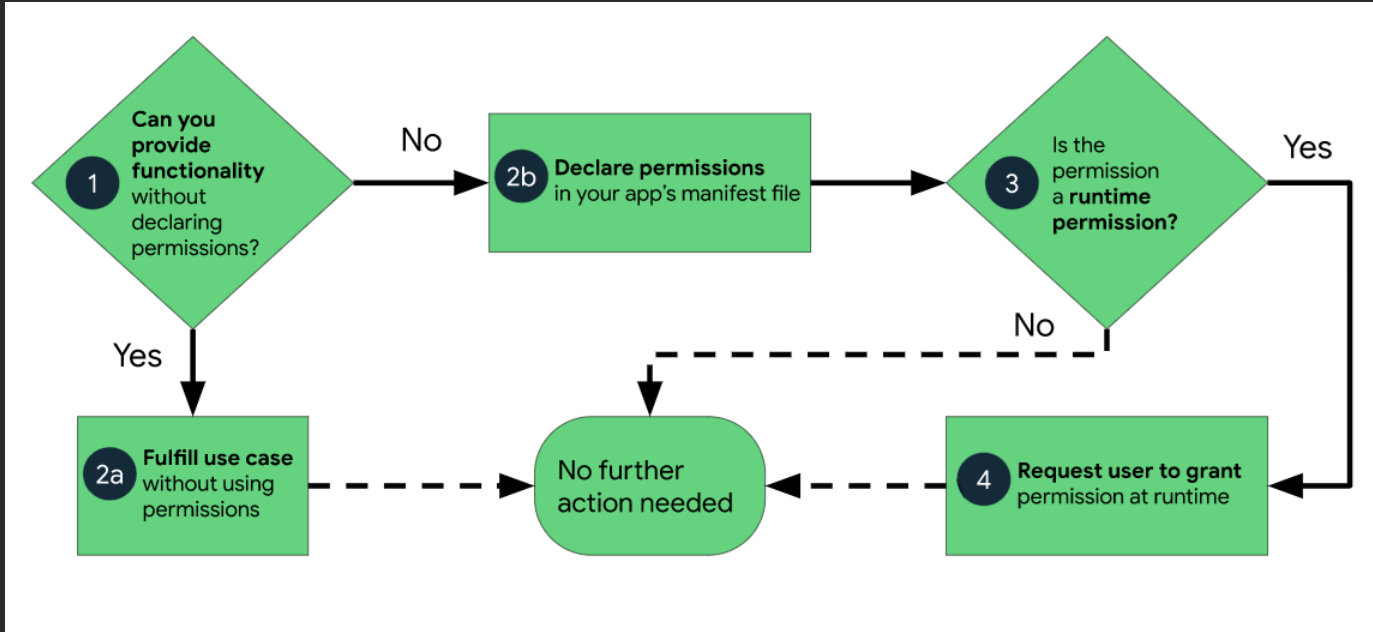 1
Can you
provide
functionality
without
declaring
permissions?
No
2b
Declare permissions
in your app’s manifest file
3
Is the
permission
a runtime
permission?
Yes
No
Yes
2a
Fulfill use case
without using
permissions
No further
action needed
4
Request user to grant
permission at runtime